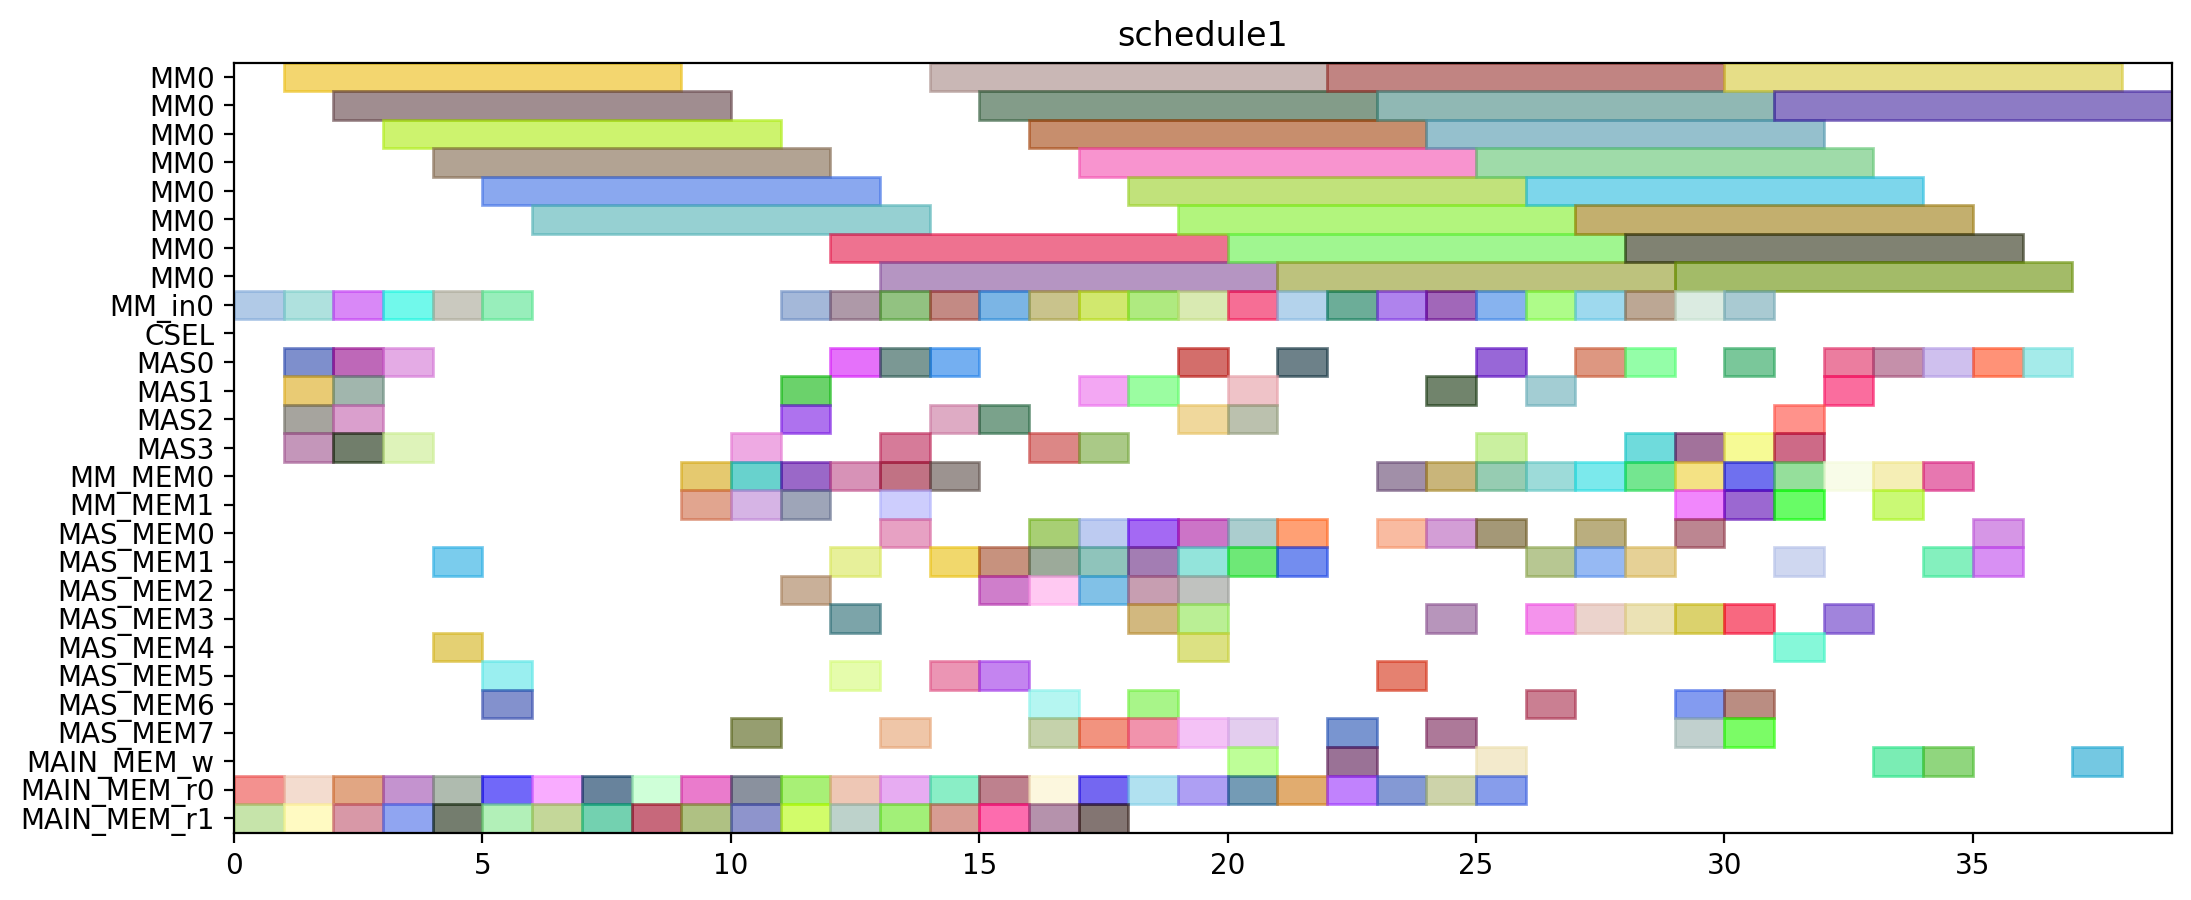 schedule1
MM0
MM0
MM0
MM0
MM0
MM0
MM0
MM0
MM_in0
CSEL
MAS0
MAS1
MAS2
MAS3
MM_MEM0
MM_MEM1
MAS_MEM0
MAS_MEM1
MAS_MEM2
MAS_MEM3
MAS_MEM4
MAS_MEM5
MAS_MEM6
MAS_MEM7
MAIN_MEM_w
MAIN_MEM_r0
MAIN_MEM_r1
0 5 10 15 20 25 30 35